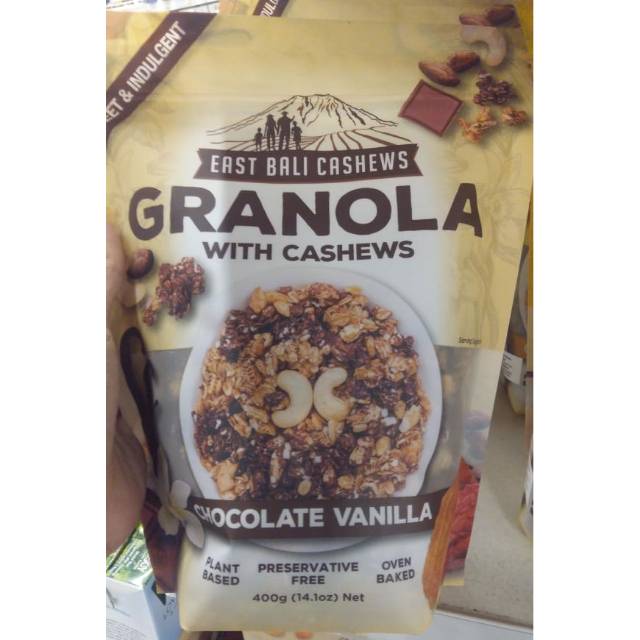 EET & INDULGENT
EAST BALI CASHEWS
GRANOLA
WITH CASHEWS
CHOCOLATE VANILLA
PLANT
BASED
PRESERVATIVE
FREE
OVEN
BAKED
400g (14.1oz) Net